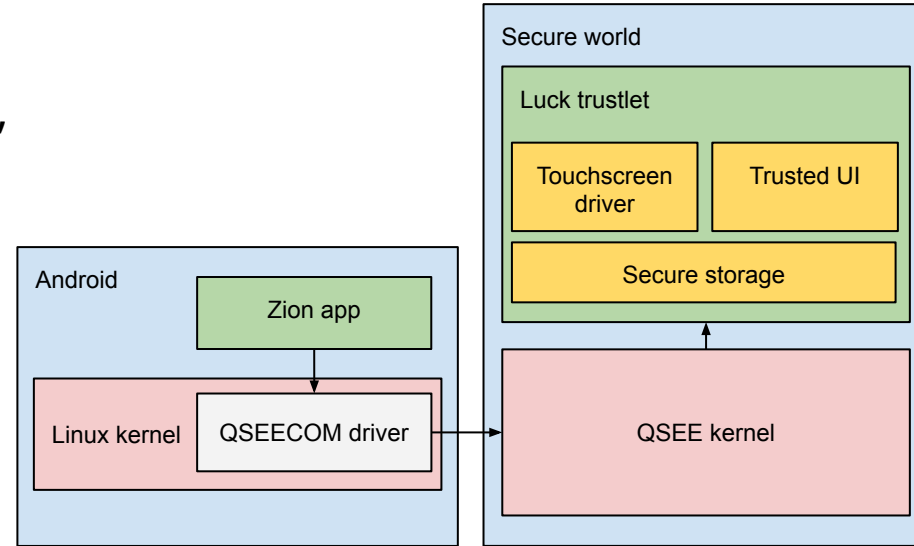 Android
Zion app
Linux kernel
QSEECOM driver
Secure world
Luck trustlet
Touchscreen
driver
Trusted UI
Secure storage
QSEE kernel